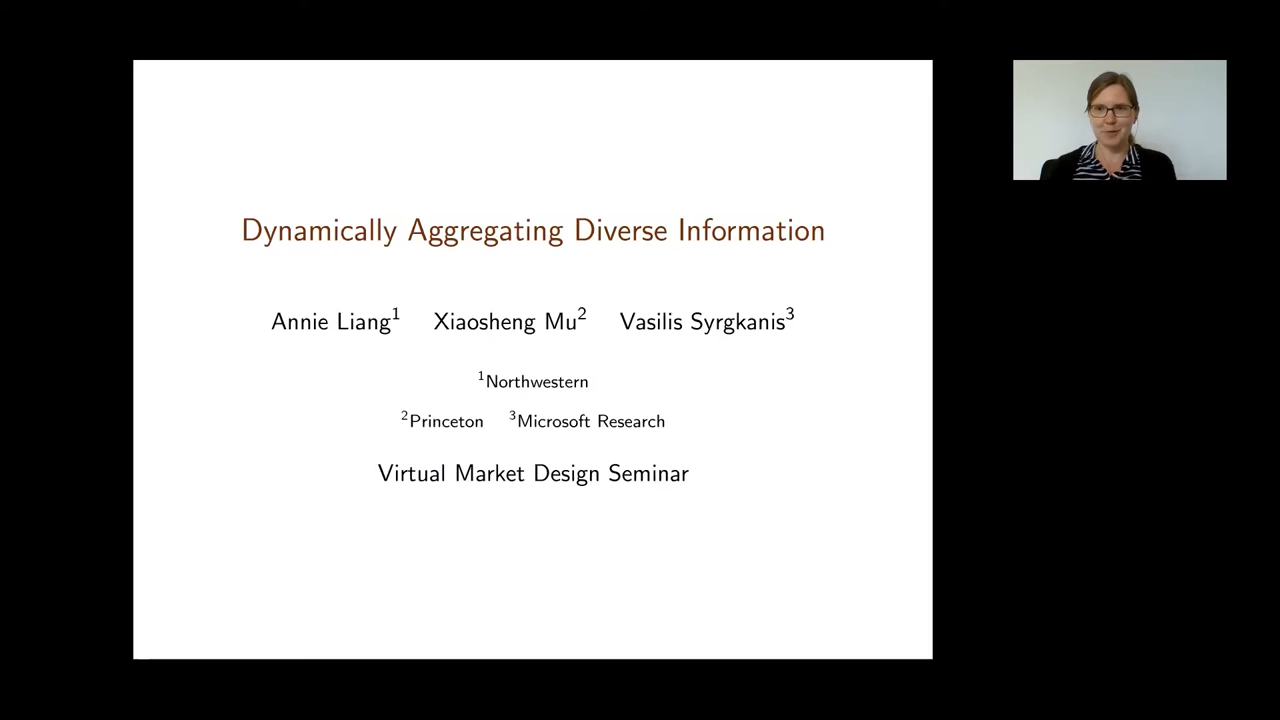 Dynamically Aggregating Diverse Information
Annie Liang¹ Xiaosheng Mu² Vasilis Syrgkanis³
¹Northwestern
²Princeton ³Microsoft Research
Virtual Market Design Seminar